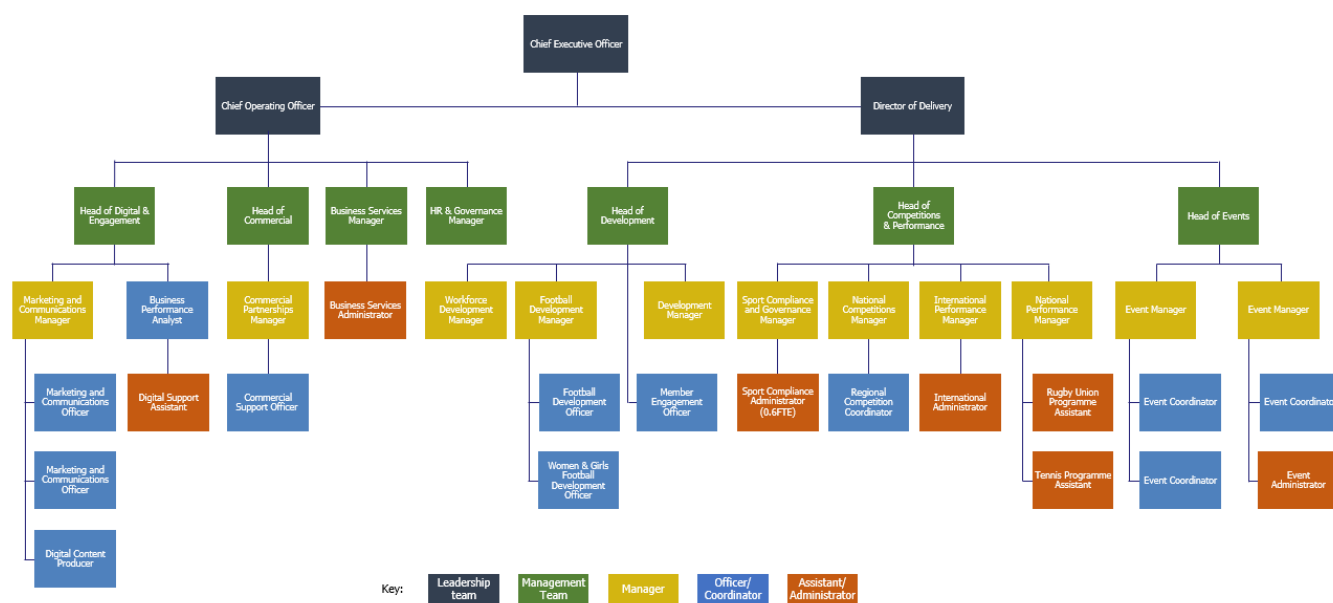 Chief Executive Officer
Chief Operating Officer
Director of Delivery
Head of Digital &
Engagement
Head of
Commercial
Business Services
Manager
HR & Governance
Manager
Head of
Development
Head of
Competitions
& Performance
Head of Events
Marketing and
Communications
Manager
Business
Performance
Analyst
Commercial
Partnerships
Manager
Business Services
Administrator
Workforce
Development
Manager
Football
Development
Manager
Development
Manager
Sport Compliance
and Governance
Manager
National
Competitions
Manager
International
Performance
Manager
National
Performance
Manager
Event Manager
Event Manager
Marketing and
Communications
Officer
Digital Support
Assistant
Commercial
Support Officer
Football
Development
Officer
Member
Engagement
Officer
Sport Compliance
Administrator
(0.6FTE)
Regional
Competition
Coordinator
International
Administrator
Rugby Union
Programme
Assistant
Event Coordinator
Event Coordinator
Marketing and
Communications
Officer
Women & Girls
Football
Development
Officer
Tennis Programme
Assistant
Event Coordinator
Event
Administrator
Digital Content
Producer
Key:
Leadership
team
Management
Team
Manager
Officer/
Coordinator
Assistant/
Administrator